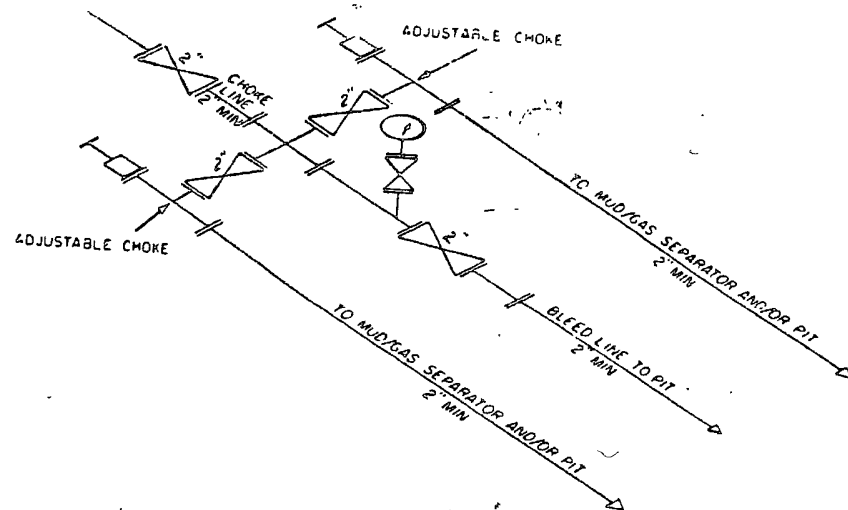 ADJUSTABLE CHOKE
2"
CHOKE
LINE
2" MIN
2"
2"
ADJUSTABLE CHOKE
2"
TO MUD/GAS SEPARATOR AND/OR PIT
2" MIN
BLEED LINE TO PIT
2" MIN
TO MUD/GAS SEPARATOR AND/OR PIT
2" MIN